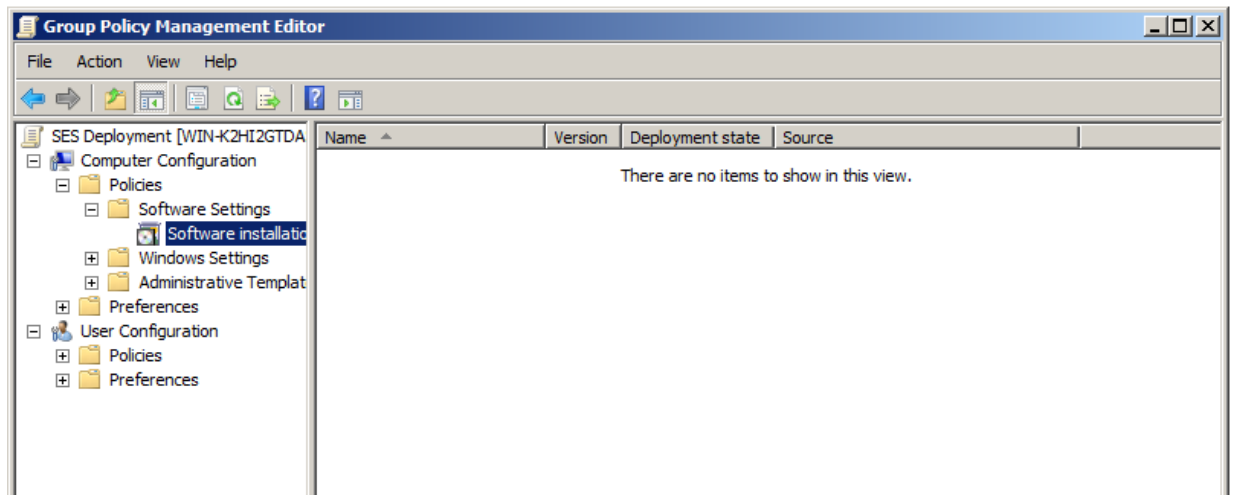 Group Policy Management Editor
File Action View Help
SES Deployment [WIN-K2HI2GTDA
Computer Configuration
Policies
Software Settings
Software installatio
Windows Settings
Administrative Templat
Preferences
User Configuration
Policies
Preferences
Name Version Deployment state Source
There are no items to show in this view.